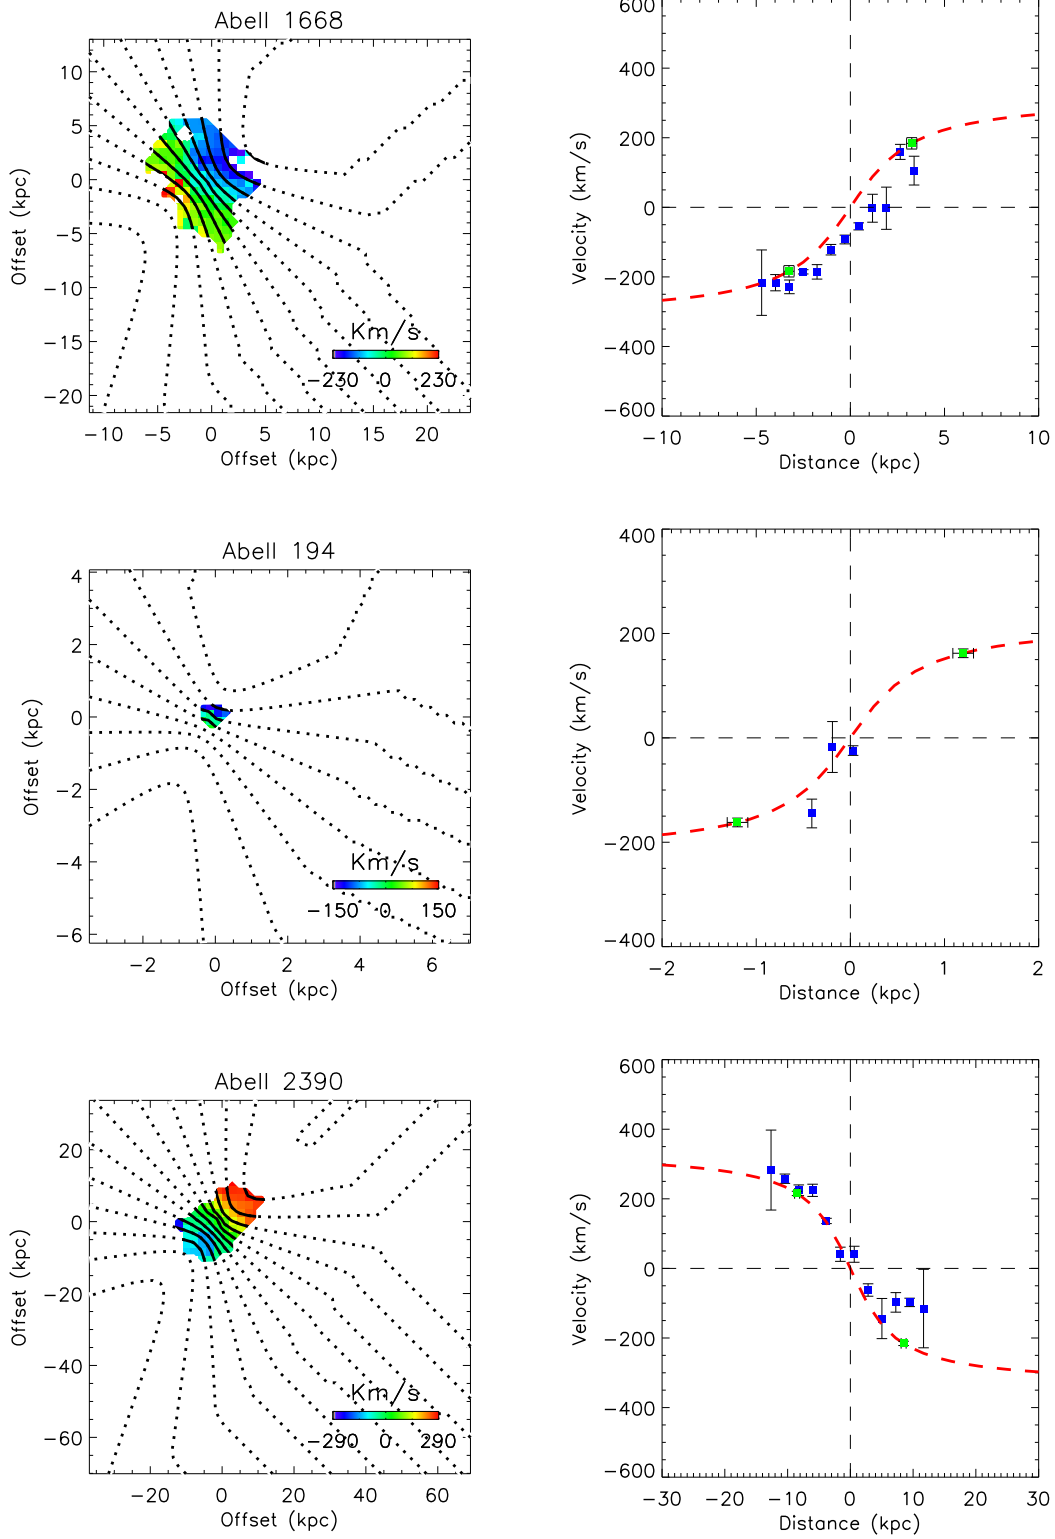 Abell 1668
10
5
0
−5
−10
−15
−20
Offset (kpc)
Km/s
−230 0 230
−10 −5 0 5 10 15 20
Offset (kpc)
600
400
200
0
−200
−400
−600
Velocity (km/s)
−10 −5 0 5 10
Distance (kpc)
Abell 194
4
2
0
−2
−4
−6
Offset (kpc)
Km/s
−150 0 150
−2 0 2 4 6
Offset (kpc)
400
200
0
−200
−400
Velocity (km/s)
−2 −1 0 1 2
Distance (kpc)
Abell 2390
20
0
−20
−40
−60
Offset (kpc)
Km/s
−290 0 290
−20 0 20 40 60
Offset (kpc)
600
400
200
0
−200
−400
−600
Velocity (km/s)
−30 −20 −10 0 10 20 30
Distance (kpc)